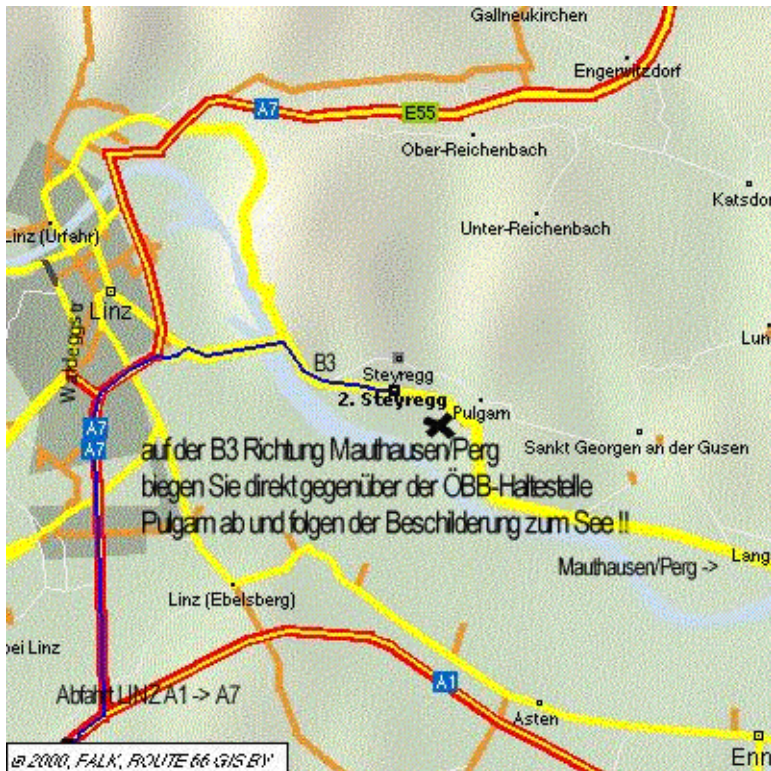 Gallneukirchen
Engerwitzdorf
A7
E55
Ober-Reichenbach
Katsdor
Unter-Reichenbach
Linz (Urfahr)
Linz
Waldeggstr
Lun
B3
Steyregg
2. Steyregg
Pulgarn
A7
A7
auf der B3 Richtung Mauthausen/Perg
Sankt Georgen an der Gusen
biegen Sie direkt gegenüber der ÖBB-Haltestelle
Pulgarn ab und folgen der Beschilderung zum See !!
Mauthausen/Perg ->
Lang
Linz (Ebelsberg)
bei Linz
Abfahrt LINZ A1 -> A7
A1
Asten
Enn
© 2000, FALK, ROUTE 66 GIS BV